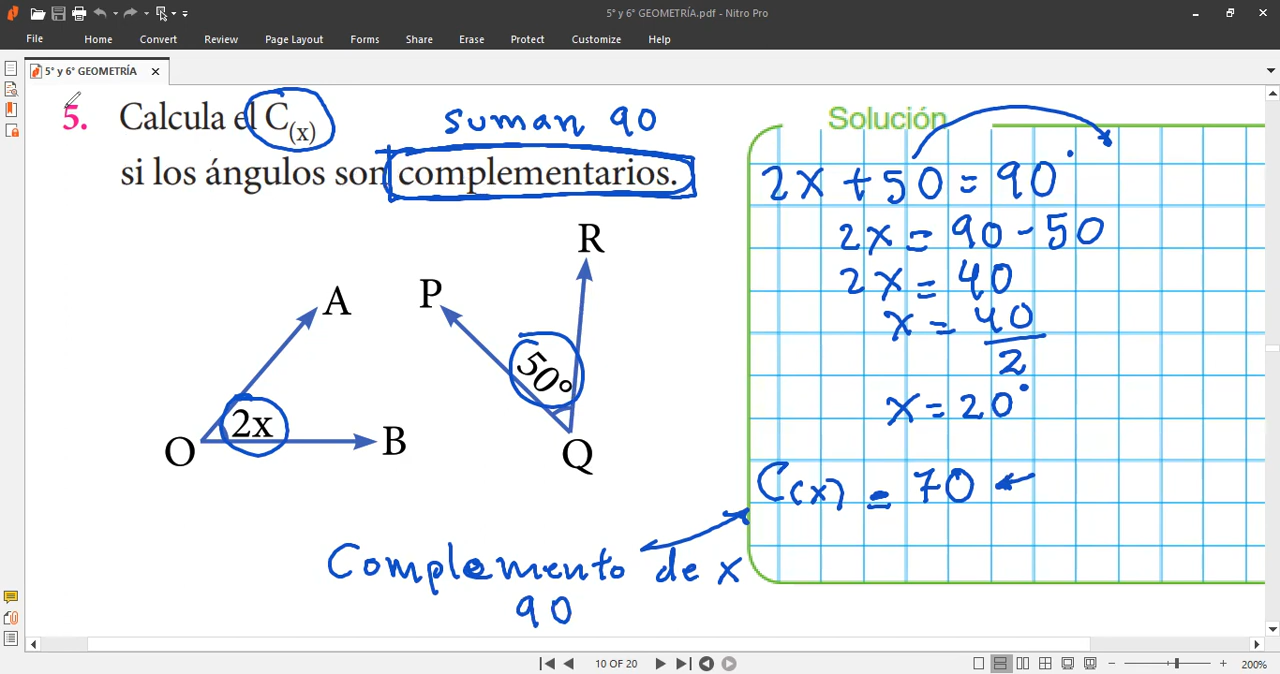 5° y 6° GEOMETRÍA.pdf - Nitro Pro
File Home Convert Review Page Layout Forms Share Erase Protect Customize Help
5° y 6° GEOMETRÍA
5. Calcula el C(x)
suman 90
si los ángulos son complementarios.
A
O
2x
B
P
R
50°
Q
Solución
2x + 50 = 90°
2x = 90 - 50
2x = 40
x = 40
2
x = 20°
C(x) = 70
Complemento de x
90
10 OF 20
200%